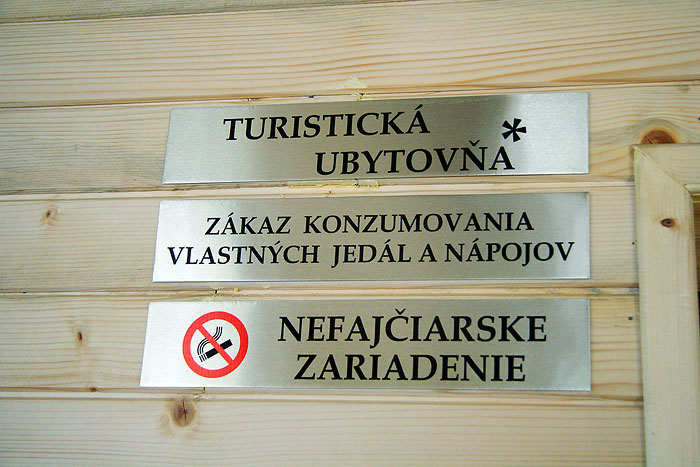 TURISTICKÁ *
UBYTOVŇA
ZÁKAZ KONZUMOVANIA
VLASTNÝCH JEDÁL A NÁPOJOV
NEFAJČIARSKE
ZARIADENIE